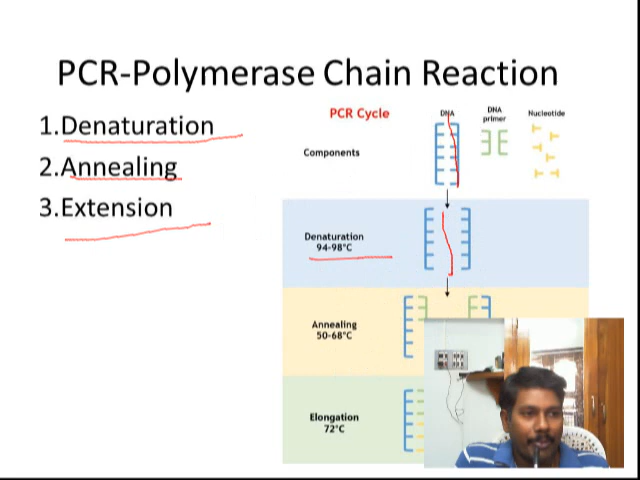 PCR-Polymerase Chain Reaction
1.Denaturation
2.Annealing
3.Extension
PCR Cycle
DNA
DNA primer
Nucleotide
Components
Denaturation
94-98°C
Annealing
50-68°C
Elongation
72°C